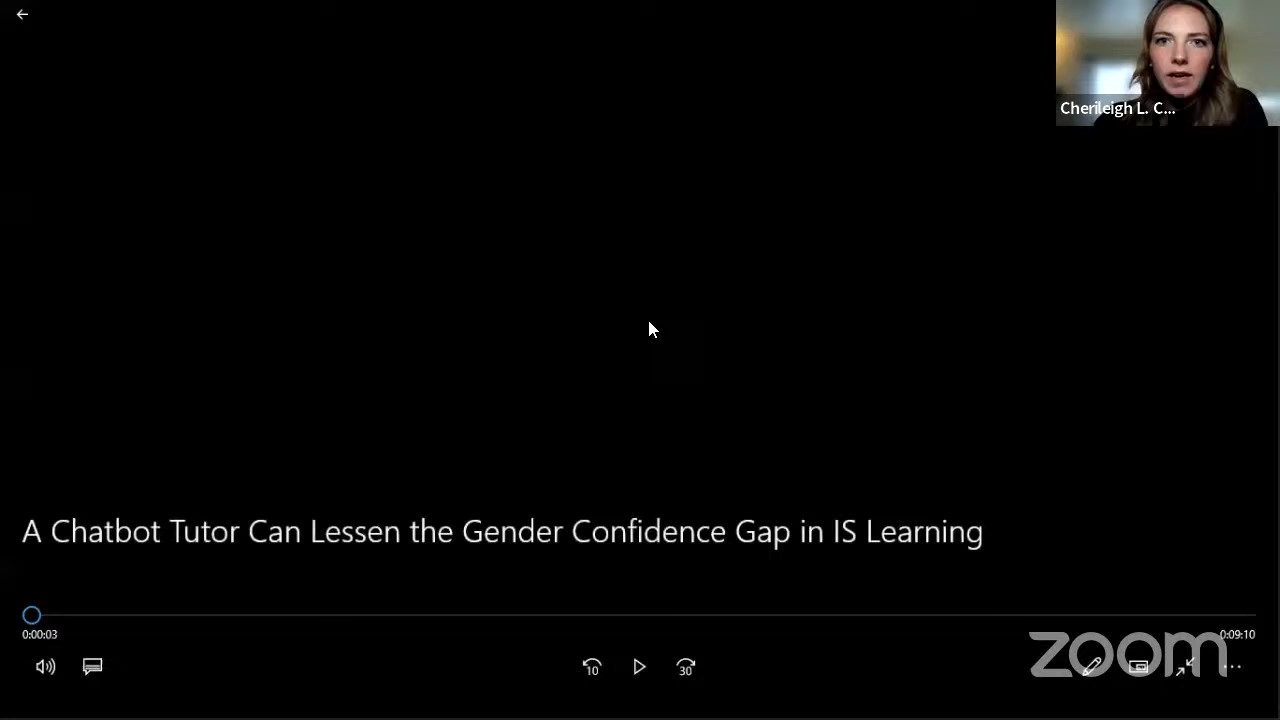 Cherileigh L. C...
A Chatbot Tutor Can Lessen the Gender Confidence Gap in IS Learning
0:00:03
0:09:10
10
30
zoom